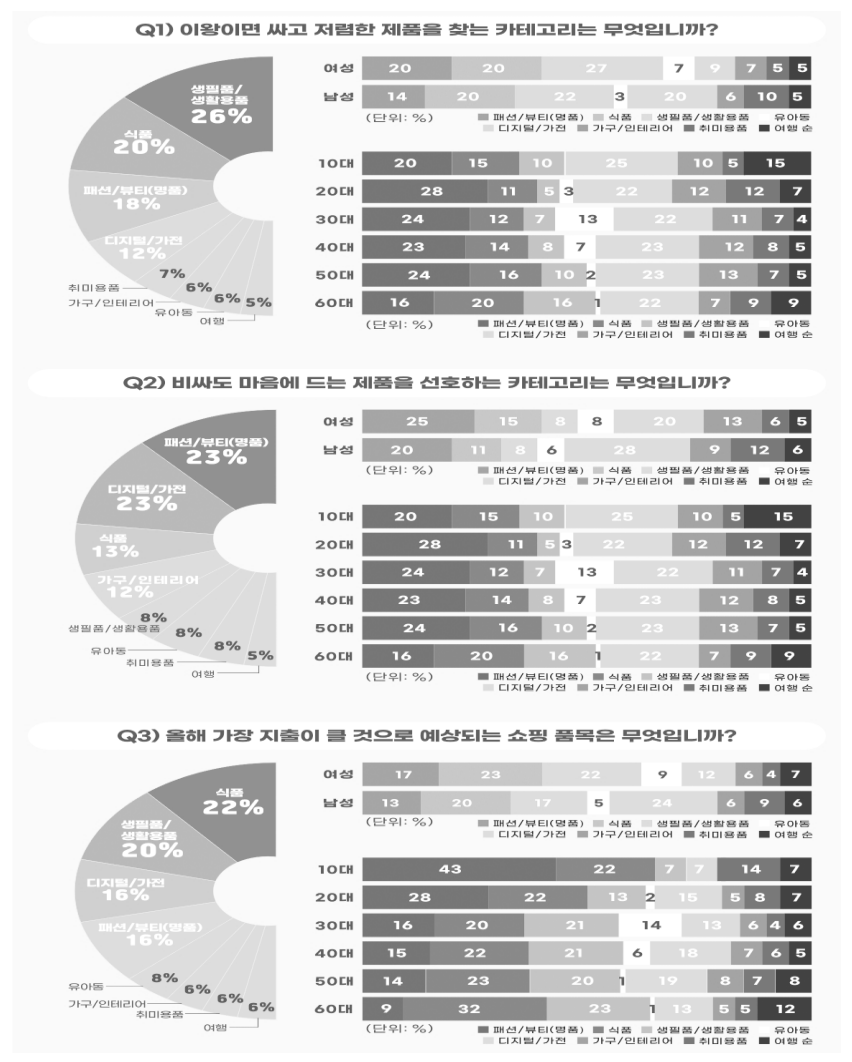 Q1) 이왕이면 싸고 저렴한 제품을 찾는 카테고리는 무엇입니까?
생필품/
생활용품
26%
식품
20%
패션/뷰티(명품)
18%
디지털/가전
12%
7%
취미용품
6%
가구/인테리어
6%
유아동
5%
여행
여성 20 20 27 7 9 7 5 5
남성 14 20 22 3 20 6 10 5
(단위: %) 패션/뷰티(명품) 식품 생필품/생활용품 유아동
디지털/가전 가구/인테리어 취미용품 여행 순
10대 20 15 10 25 10 5 15
20대 28 11 5 3 22 12 12 7
30대 24 12 7 13 22 11 7 4
40대 23 14 8 7 23 12 8 5
50대 24 16 10 2 23 13 7 5
60대 16 20 16 1 22 7 9 9
(단위: %) 패션/뷰티(명품) 식품 생필품/생활용품 유아동
디지털/가전 가구/인테리어 취미용품 여행 순
Q2) 비싸도 마음에 드는 제품을 선호하는 카테고리는 무엇입니까?
패션/뷰티(명품)
23%
디지털/가전
23%
식품
13%
가구/인테리어
12%
8%
생필품/생활용품
8%
유아동
8%
취미용품
5%
여행
여성 25 15 8 8 20 13 6 5
남성 20 11 8 6 28 9 12 6
(단위: %) 패션/뷰티(명품) 식품 생필품/생활용품 유아동
디지털/가전 가구/인테리어 취미용품 여행 순
10대 20 15 10 25 10 5 15
20대 28 11 5 3 22 12 12 7
30대 24 12 7 13 22 11 7 4
40대 23 14 8 7 23 12 8 5
50대 24 16 10 2 23 13 7 5
60대 16 20 16 1 22 7 9 9
(단위: %) 패션/뷰티(명품) 식품 생필품/생활용품 유아동
디지털/가전 가구/인테리어 취미용품 여행 순
Q3) 올해 가장 지출이 클 것으로 예상되는 쇼핑 품목은 무엇입니까?
식품
22%
생필품/
생활용품
20%
디지털/가전
16%
패션/뷰티(명품)
16%
8%
유아동
6%
가구/인테리어
6%
취미용품
6%
여행
여성 17 23 22 9 12 6 4 7
남성 13 20 17 5 24 6 9 6
(단위: %) 패션/뷰티(명품) 식품 생필품/생활용품 유아동
디지털/가전 가구/인테리어 취미용품 여행 순
10대 43 22 7 7 14 7
20대 28 22 13 2 15 5 8 7
30대 16 20 21 14 13 6 4 6
40대 15 22 21 6 18 7 6 5
50대 14 23 20 1 19 8 7 8
60대 9 32 23 1 13 5 5 12
(단위: %) 패션/뷰티(명품) 식품 생필품/생활용품 유아동
디지털/가전 가구/인테리어 취미용품 여행 순